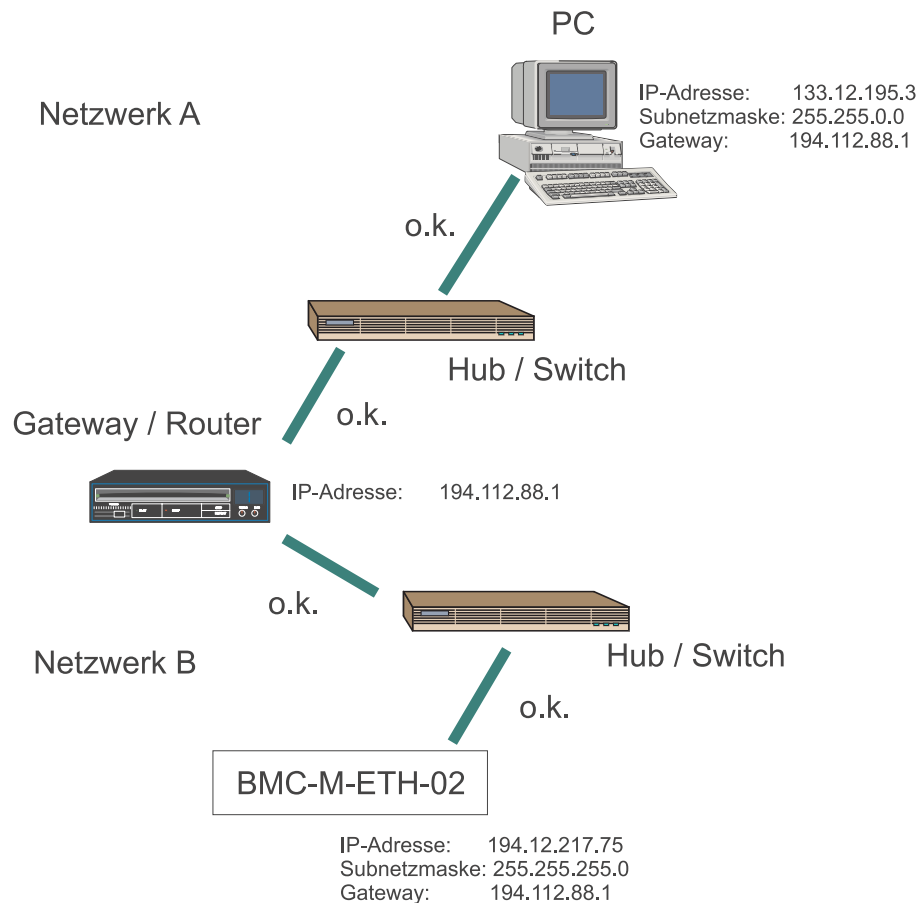 PC
Netzwerk A
IP-Adresse: 133.12.195.3
Subnetzmaske: 255.255.0.0
Gateway: 194.112.88.1
o.k.
Hub / Switch
o.k.
Gateway / Router
IP-Adresse: 194.112.88.1
o.k.
Netzwerk B
Hub / Switch
o.k.
BMC-M-ETH-02
IP-Adresse: 194.12.217.75
Subnetzmaske: 255.255.255.0
Gateway: 194.112.88.1